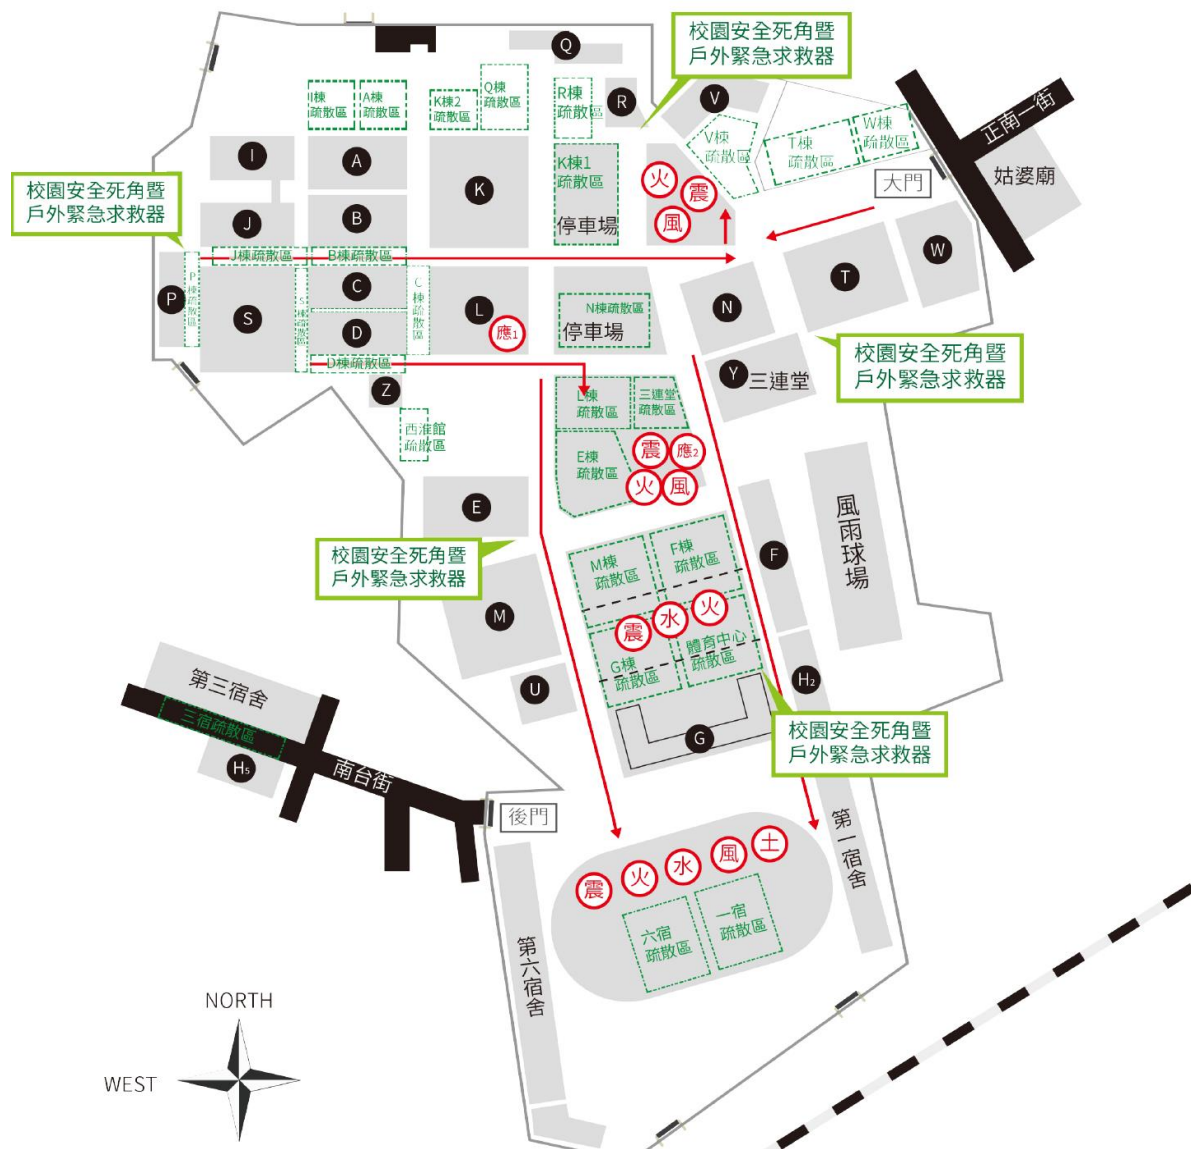 校園安全死角暨
戶外緊急求救器
Q
I棟
疏散區
A棟
疏散區
K棟2
疏散區
Q棟
疏散區
R棟
疏散區
R
V
V棟
疏散區
T棟
疏散區
W棟
疏散區
正南一街
姑婆廟
大門
I
A
K
K棟1
疏散區
停車場
火
震
風
校園安全死角暨
戶外緊急求救器
J
B
J棟疏散區
B棟疏散區
P
P棟疏散區
S
S棟疏散區
C
C棟疏散區
D
D棟疏散區
L
應1
N棟疏散區
停車場
N
T
W
Z
Y
三連堂
校園安全死角暨
戶外緊急求救器
西淮館
疏散區
L棟
疏散區
三連堂
疏散區
E棟
疏散區
震
應2
火
風
E
校園安全死角暨
戶外緊急求救器
M
M棟
疏散區
F棟
疏散區
F
風雨球場
震
水
火
G棟
疏散區
體育中心
疏散區
U
G
H2
校園安全死角暨
戶外緊急求救器
第三宿舍
三宿疏散區
H5
南台街
後門
第一宿舍
震
火
水
風
土
六宿
疏散區
一宿
疏散區
第六宿舍
NORTH
WEST